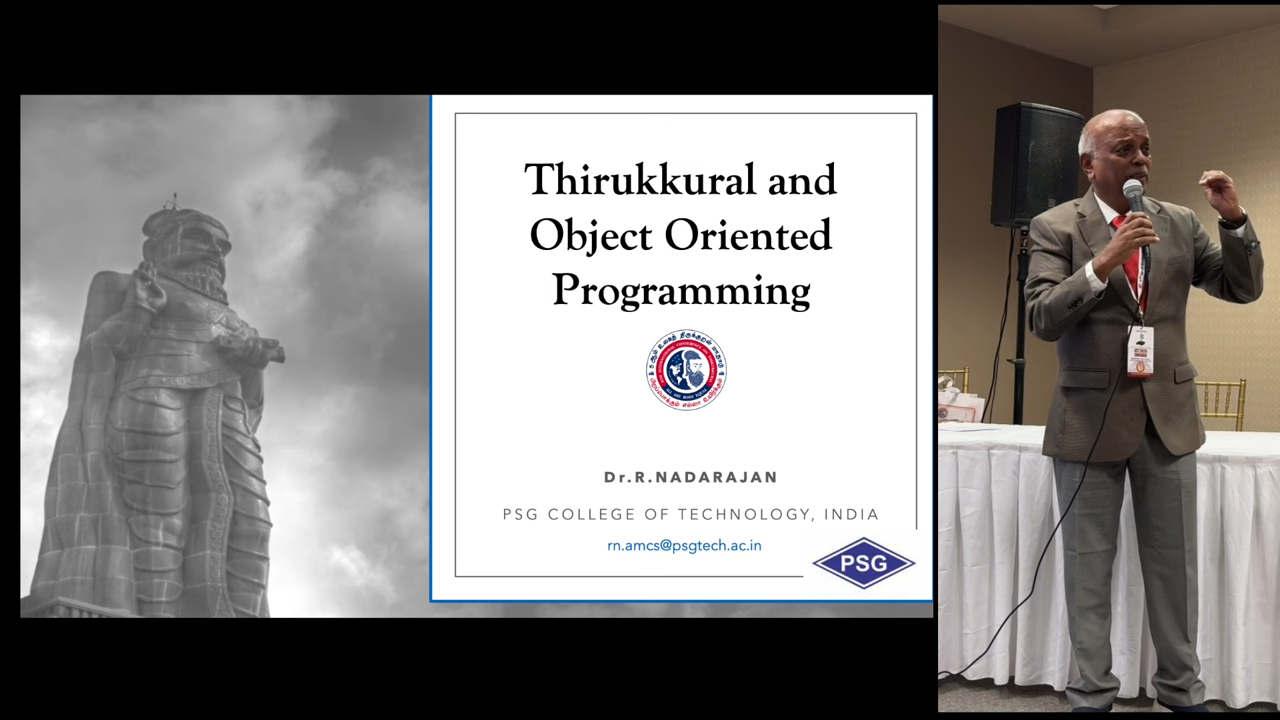 Thirukkural and
Object Oriented
Programming
Dr.R.NADARAJAN
PSG COLLEGE OF TECHNOLOGY, INDIA
rn.amcs@psgtech.ac.in
PSG